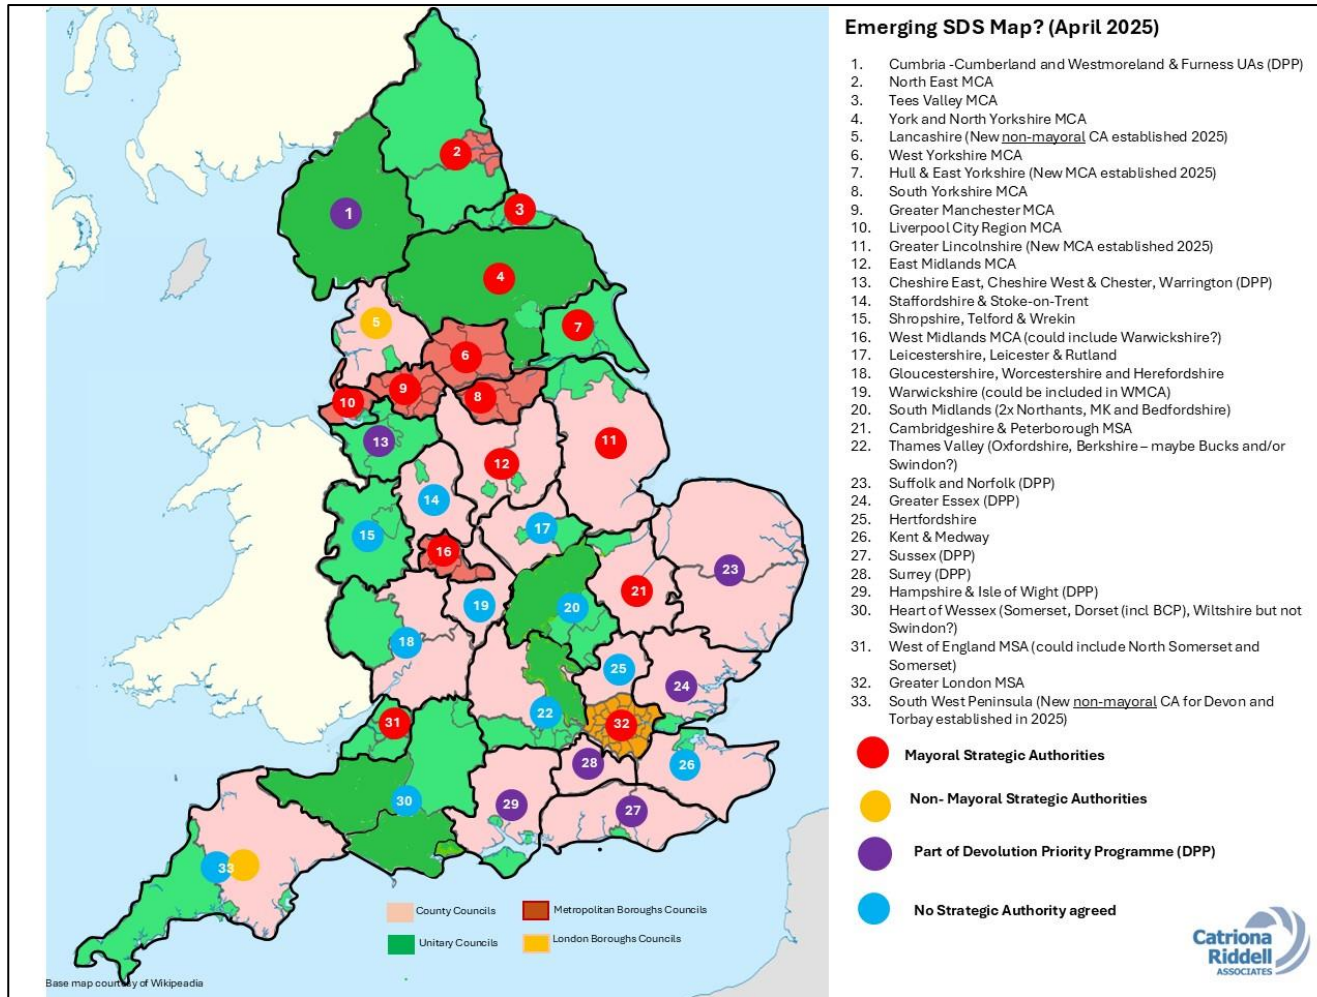 Emerging SDS Map? (April 2025)
1. Cumbria -Cumberland and Westmoreland & Furness UAs (DPP)
2. North East MCA
3. Tees Valley MCA
4. York and North Yorkshire MCA
5. Lancashire (New non-mayoral CA established 2025)
6. West Yorkshire MCA
7. Hull & East Yorkshire (New MCA established 2025)
8. South Yorkshire MCA
9. Greater Manchester MCA
10. Liverpool City Region MCA
11. Greater Lincolnshire (New MCA established 2025)
12. East Midlands MCA
13. Cheshire East, Cheshire West & Chester, Warrington (DPP)
14. Staffordshire & Stoke-on-Trent
15. Shropshire, Telford & Wrekin
16. West Midlands MCA (could include Warwickshire?)
17. Leicestershire, Leicester & Rutland
18. Gloucestershire, Worcestershire and Herefordshire
19. Warwickshire (could be included in WMCA)
20. South Midlands (2x Northants, MK and Bedfordshire)
21. Cambridgeshire & Peterborough MSA
22. Thames Valley (Oxfordshire, Berkshire – maybe Bucks and/or
Swindon?)
23. Suffolk and Norfolk (DPP)
24. Greater Essex (DPP)
25. Hertfordshire
26. Kent & Medway
27. Sussex (DPP)
28. Surrey (DPP)
29. Hampshire & Isle of Wight (DPP)
30. Heart of Wessex (Somerset, Dorset (incl BCP), Wiltshire but not
Swindon?)
31. West of England MSA (could include North Somerset and
Somerset)
32. Greater London MSA
33. South West Peninsula (New non-mayoral CA for Devon and
Torbay established in 2025)
Mayoral Strategic Authorities
Non- Mayoral Strategic Authorities
Part of Devolution Priority Programme (DPP)
No Strategic Authority agreed
Catriona
Riddell
ASSOCIATES
2
1
3
4
5
7
6
9
10
8
11
13
12
14
17
15
16
23
21
19
20
18
25
24
31
22
32
28
26
30
29
27
33
County Councils
Metropolitan Boroughs Councils
Unitary Councils
London Boroughs Councils
Base map courtesy of Wikipeadia